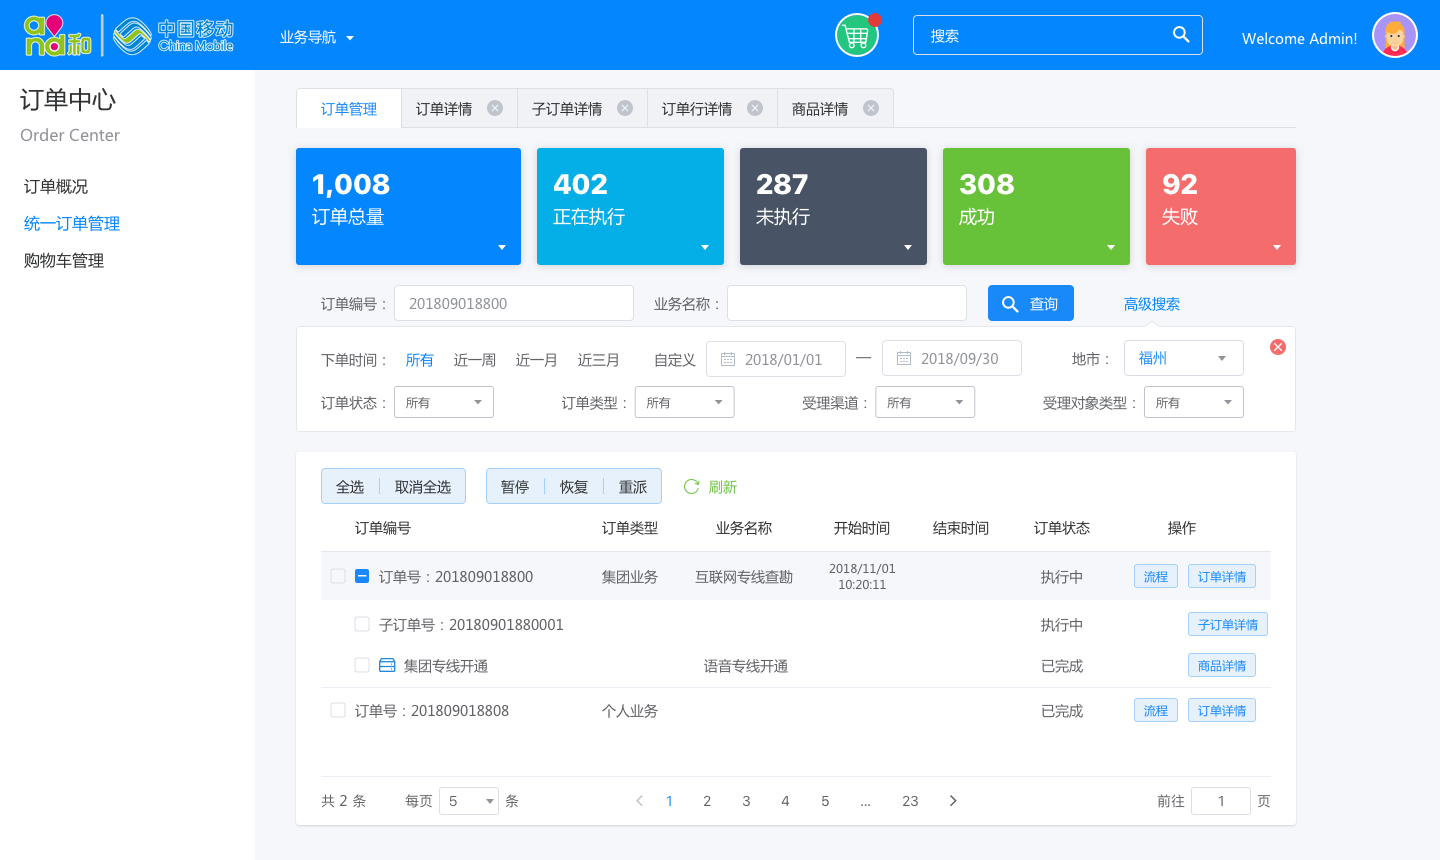 and和 中国移动 China Mobile
业务导航
搜索
Welcome Admin!
订单中心
Order Center
订单概况
统一订单管理
购物车管理
订单管理 订单详情 子订单详情 订单行详情 商品详情
1,008
订单总量
402
正在执行
287
未执行
308
成功
92
失败
订单编号： 201809018800 业务名称： 查询 高级搜索
下单时间： 所有 近一周 近一月 近三月 自定义 2018/01/01 — 2018/09/30 地市： 福州
订单状态： 所有 订单类型： 所有 受理渠道： 所有 受理对象类型： 所有
全选 取消全选 暂停 恢复 重派 刷新
订单编号 订单类型 业务名称 开始时间 结束时间 订单状态 操作
订单号：201809018800 集团业务 互联网专线查勘 2018/11/01 10:20:11 执行中 流程 订单详情
子订单号：20180901880001 执行中 子订单详情
集团专线开通 语音专线开通 已完成 商品详情
订单号：201809018808 个人业务 已完成 流程 订单详情
共 2 条 每页 5 条 1 2 3 4 5 ... 23 前往 1 页